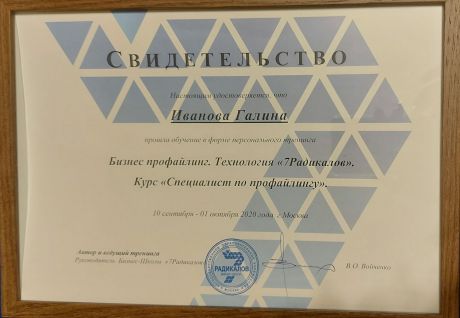 СВИДЕТЕЛЬСТВО
Настоящим удостоверяется, что
Иванова Галина
прошла обучение в форме персонального тренинга
Бизнес профайлинг. Технология «7Радикалов».
Курс «Специалист по профайлингу».
10 сентября - 01 октября 2020 года г. Москва
Автор и ведущий тренинга
Руководитель Бизнес-Школы «7Радикалов»
РАДИКАЛОВ
В.О. Войченко